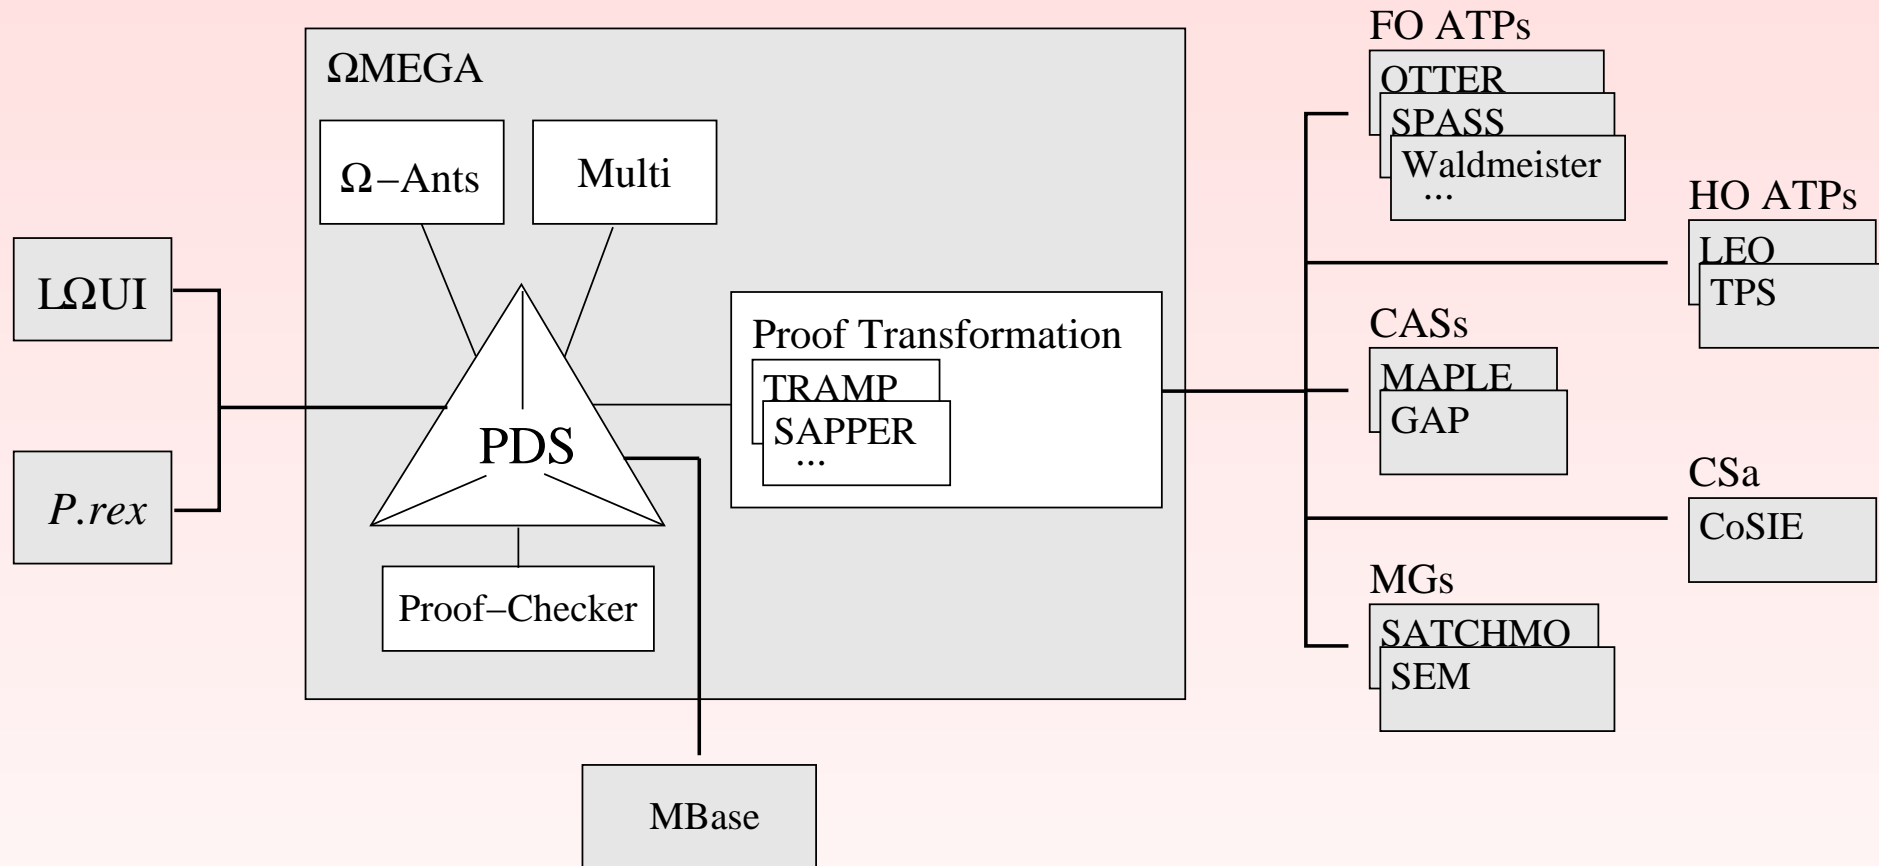 ΩMEGA
Ω–Ants
Multi
LΩUI
P.rex
PDS
Proof–Checker
Proof Transformation
TRAMP
SAPPER
...
MBase
FO ATPs
OTTER
SPASS
Waldmeister
...
HO ATPs
LEO
TPS
CASs
MAPLE
GAP
CSa
CoSIE
MGs
SATCHMO
SEM